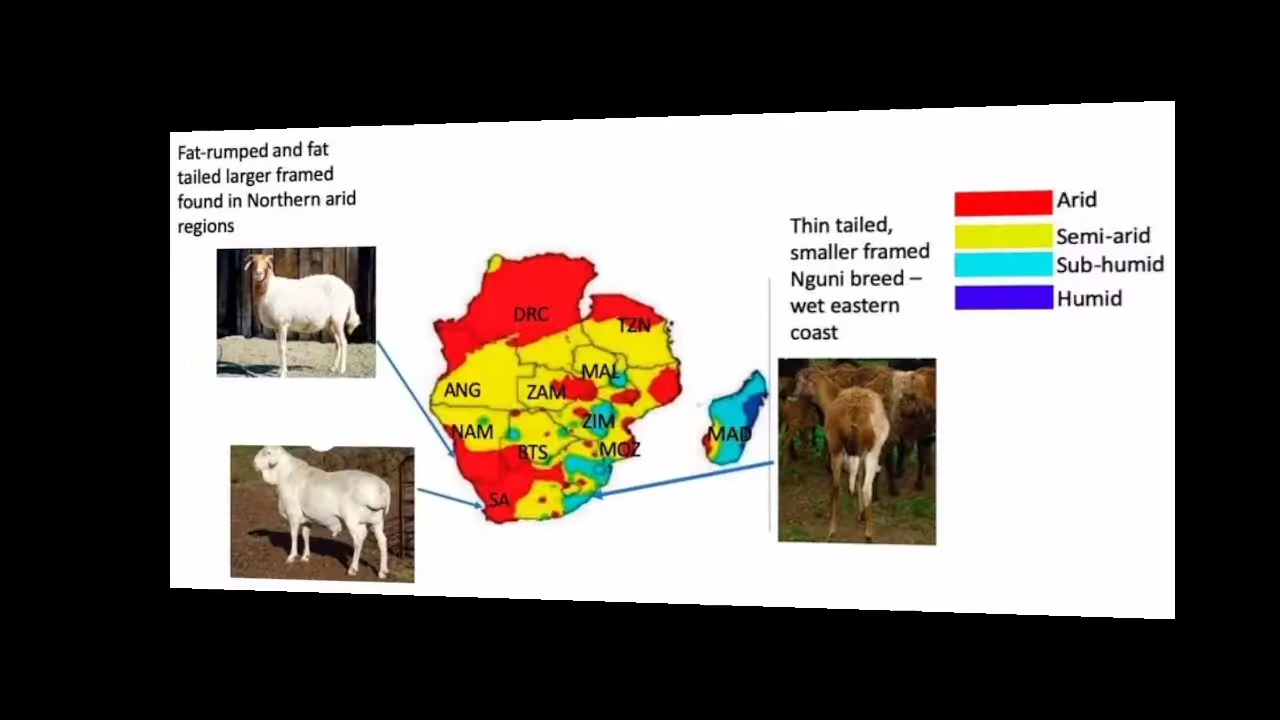 Fat-rumped and fat
tailed larger framed
found in Northern arid
regions
Thin tailed,
smaller framed
Nguni breed –
wet eastern
coast
Arid
Semi-arid
Sub-humid
Humid
DRC
TZN
MAL
ANG
ZAM
ZIM
NAM
MAD
BTS
MOZ
SA